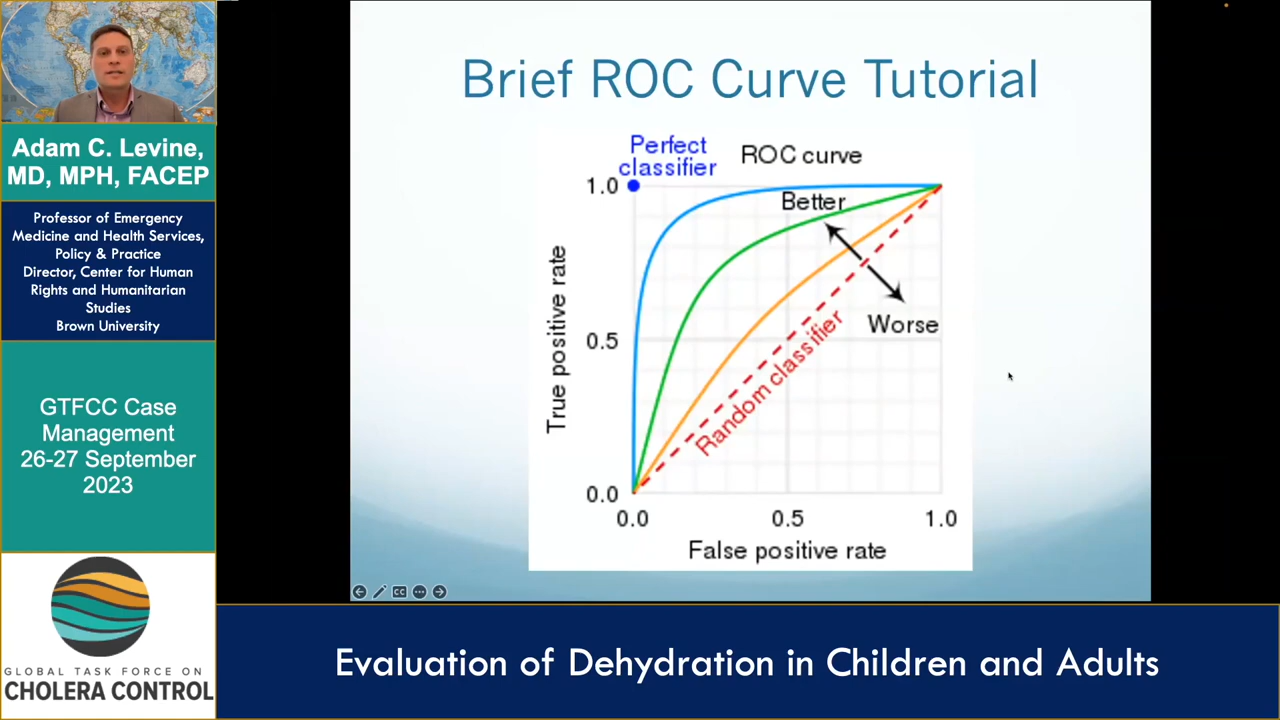 Adam C. Levine,
MD, MPH, FACEP
Professor of Emergency
Medicine and Health Services,
Policy & Practice
Director, Center for Human
Rights and Humanitarian
Studies
Brown University
GTFCC Case
Management
26-27 September
2023
GLOBAL TASK FORCE ON
CHOLERA CONTROL
Brief ROC Curve Tutorial
Perfect
classifier
ROC curve
1.0
Better
True positive rate
0.5
Worse
Random classifier
0.0
0.0
0.5
1.0
False positive rate
CC
Evaluation of Dehydration in Children and Adults